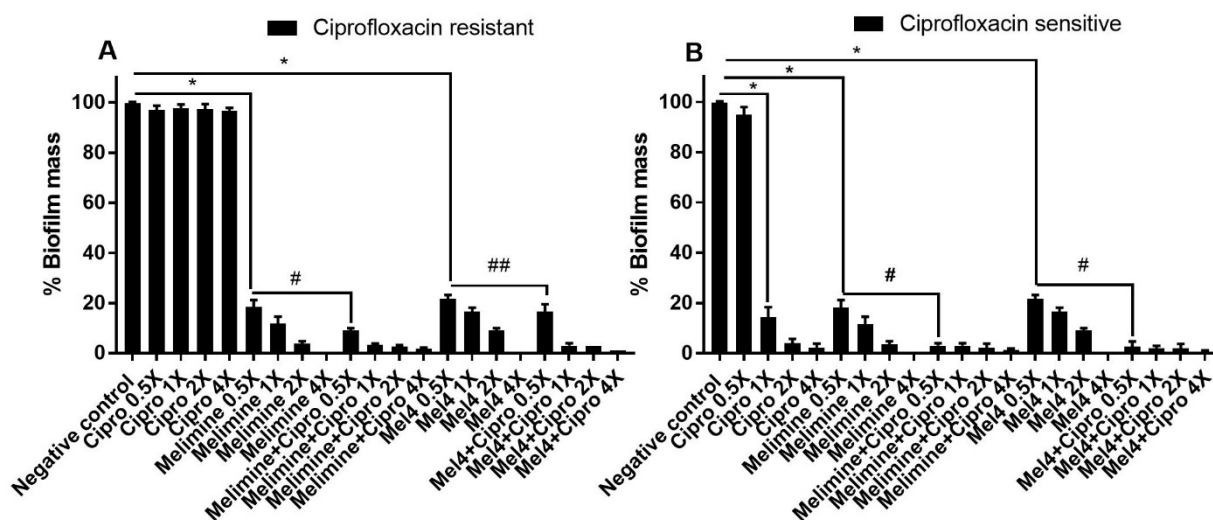 A
Ciprofloxacin resistant
% Biofilm mass
100
80
60
40
20
0
*
*
#
##
Negative control
Cipro 0.5X
Cipro 1X
Cipro 2X
Cipro 4X
Melimine 0.5X
Melimine 1X
Melimine 2X
Melimine 4X
Melimine+Cipro 0.5X
Melimine+Cipro 1X
Melimine+Cipro 2X
Melimine+Cipro 4X
Mel4 0.5X
Mel4 1X
Mel4 2X
Mel4 4X
Mel4+Cipro 0.5X
Mel4+Cipro 1X
Mel4+Cipro 2X
Mel4+Cipro 4X
B
Ciprofloxacin sensitive
% Biofilm mass
100
80
60
40
20
0
*
*
*
#
#
Negative control
Cipro 0.5X
Cipro 1X
Cipro 2X
Cipro 4X
Melimine 0.5X
Melimine 1X
Melimine 2X
Melimine 4X
Melimine+Cipro 0.5X
Melimine+Cipro 1X
Melimine+Cipro 2X
Melimine+Cipro 4X
Mel4 0.5X
Mel4 1X
Mel4 2X
Mel4 4X
Mel4+Cipro 0.5X
Mel4+Cipro 1X
Mel4+Cipro 2X
Mel4+Cipro 4X